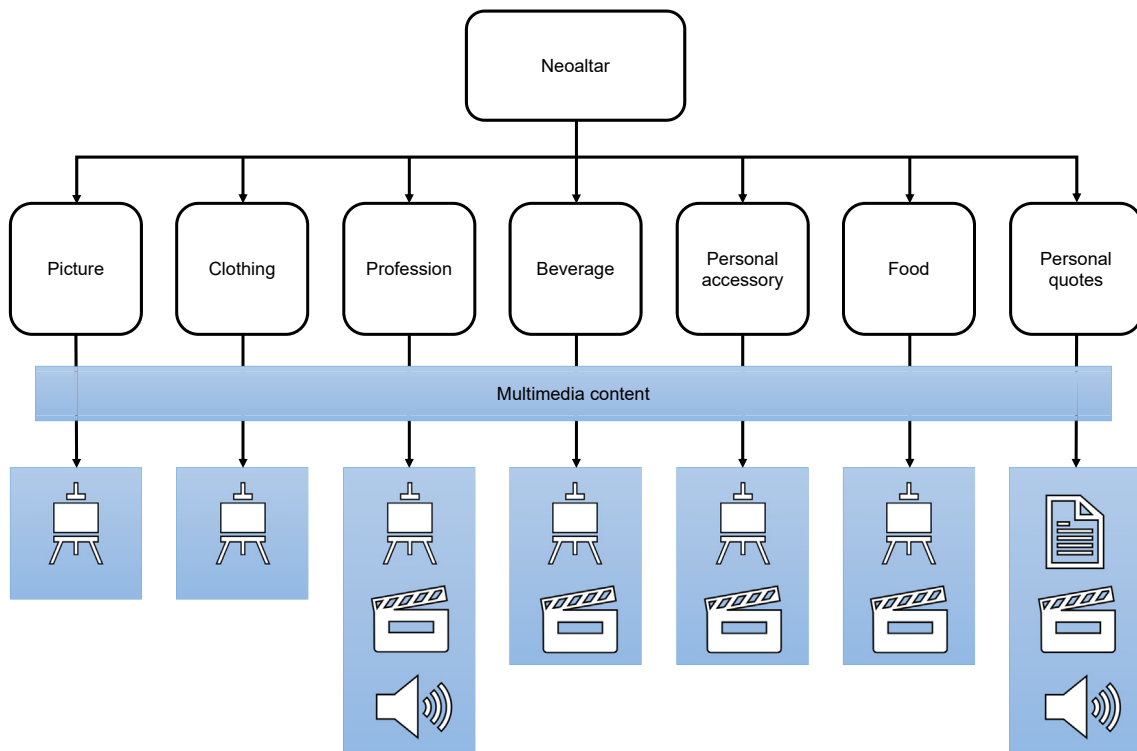 Neoaltar
Picture
Clothing
Profession
Beverage
Personal
accessory
Food
Personal
quotes
Multimedia content